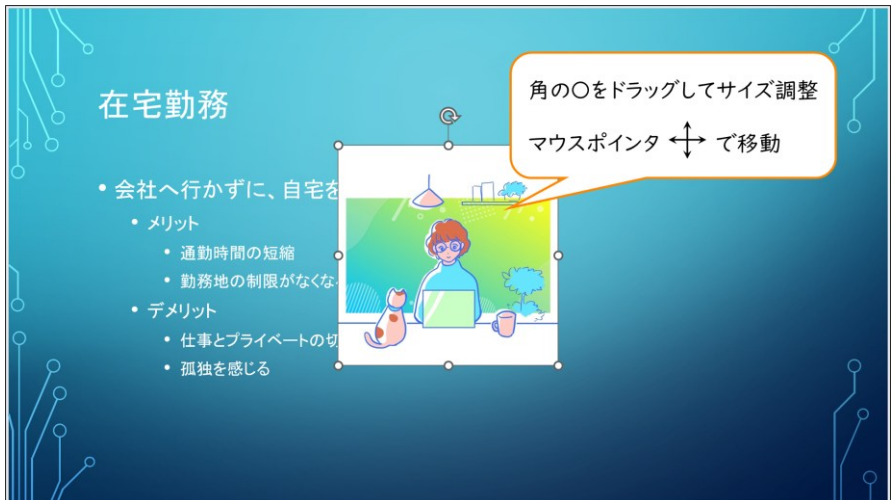 在宅勤務
角の○をドラッグしてサイズ調整
マウスポインタ で移動
• 会社へ行かずに、自宅を
• メリット
• 通勤時間の短縮
• 勤務地の制限がなくな
• デメリット
• 仕事とプライベートの切
• 孤独を感じる